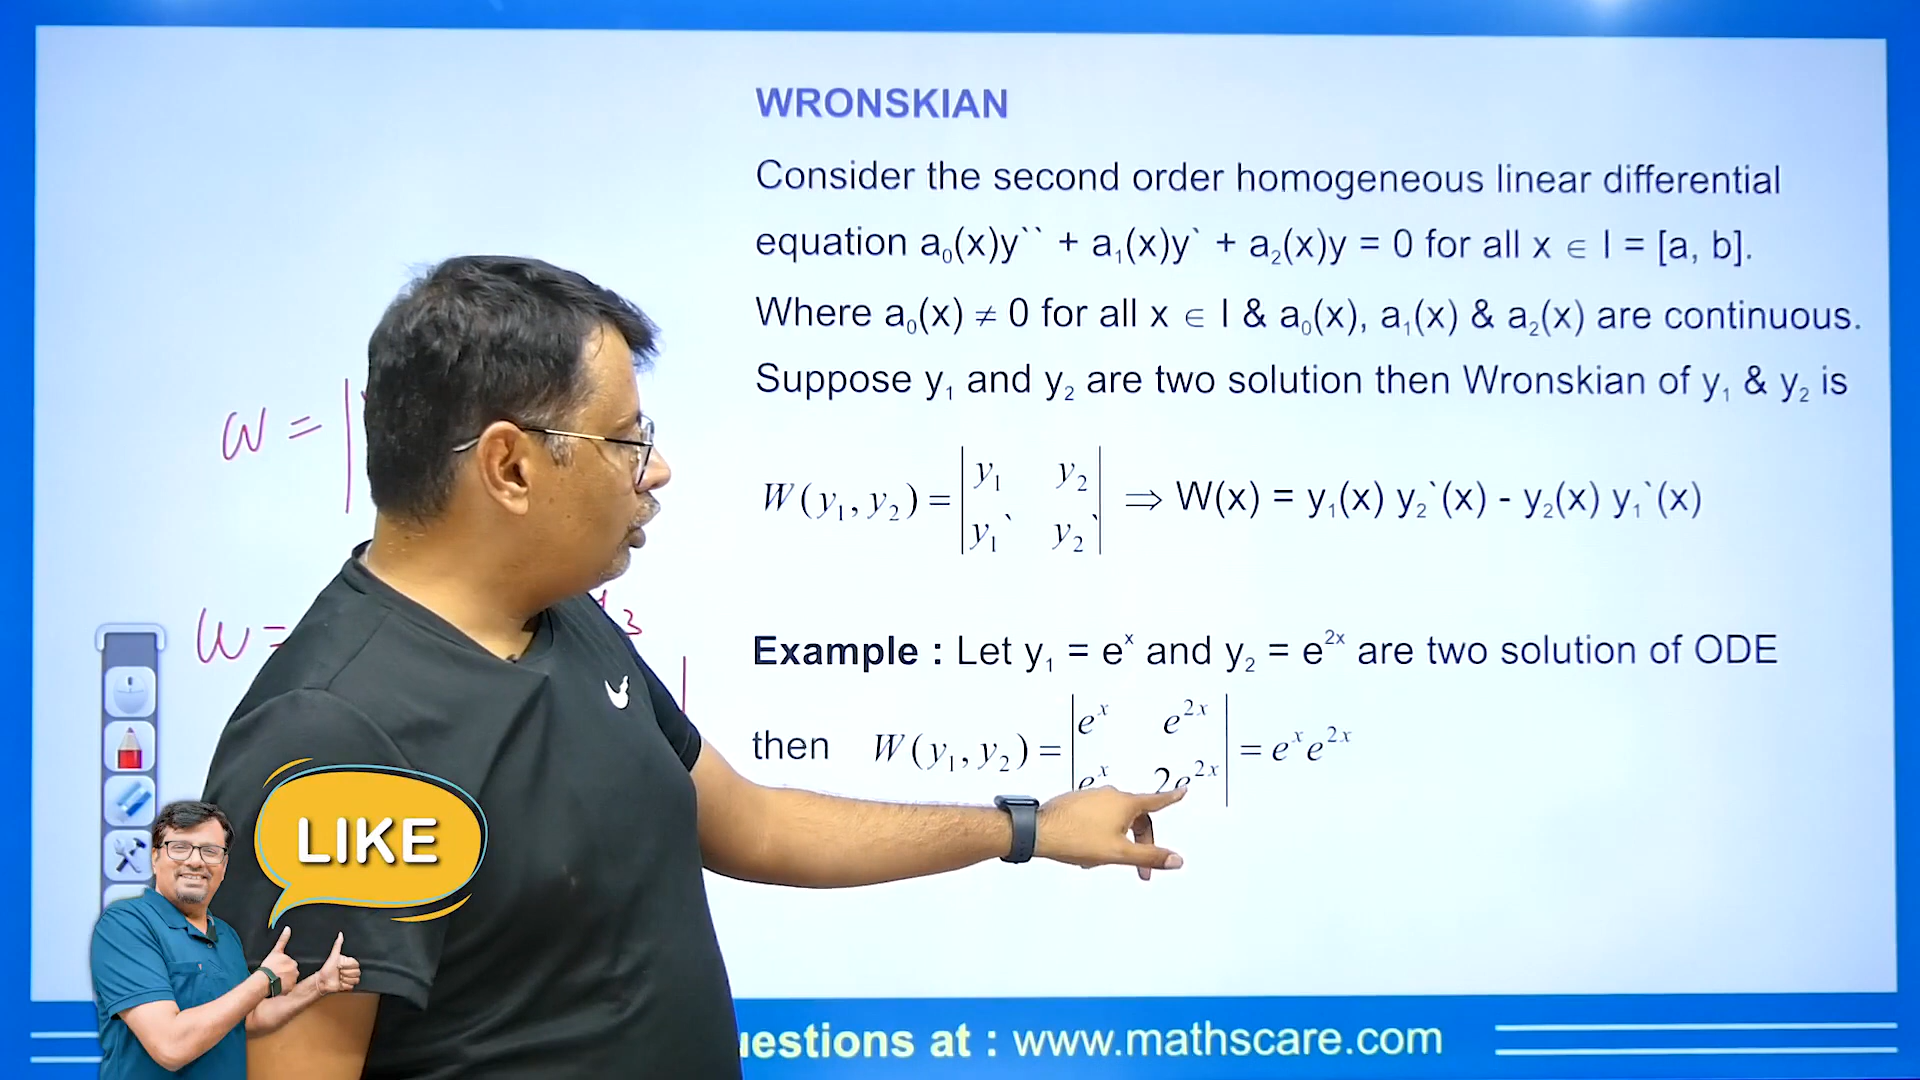 WRONSKIAN
Consider the second order homogeneous linear differential
equation a₀(x)y`` + a₁(x)y` + a₂(x)y = 0 for all x ∈ I = [a, b].
Where a₀(x) ≠ 0 for all x ∈ I & a₀(x), a₁(x) & a₂(x) are continuous.
Suppose y₁ and y₂ are two solution then Wronskian of y₁ & y₂ is
W(y₁, y₂) = | y₁ y₂ | ⇒ W(x) = y₁(x) y₂`(x) - y₂(x) y₁`(x)
| y₁` y₂` |
w = |
w =
3
Example : Let y₁ = eˣ and y₂ = e²ˣ are two solution of ODE
then W(y₁, y₂) = | eˣ e²ˣ | = eˣe²ˣ
| eˣ 2e²ˣ |
LIKE
at : www.mathscare.com